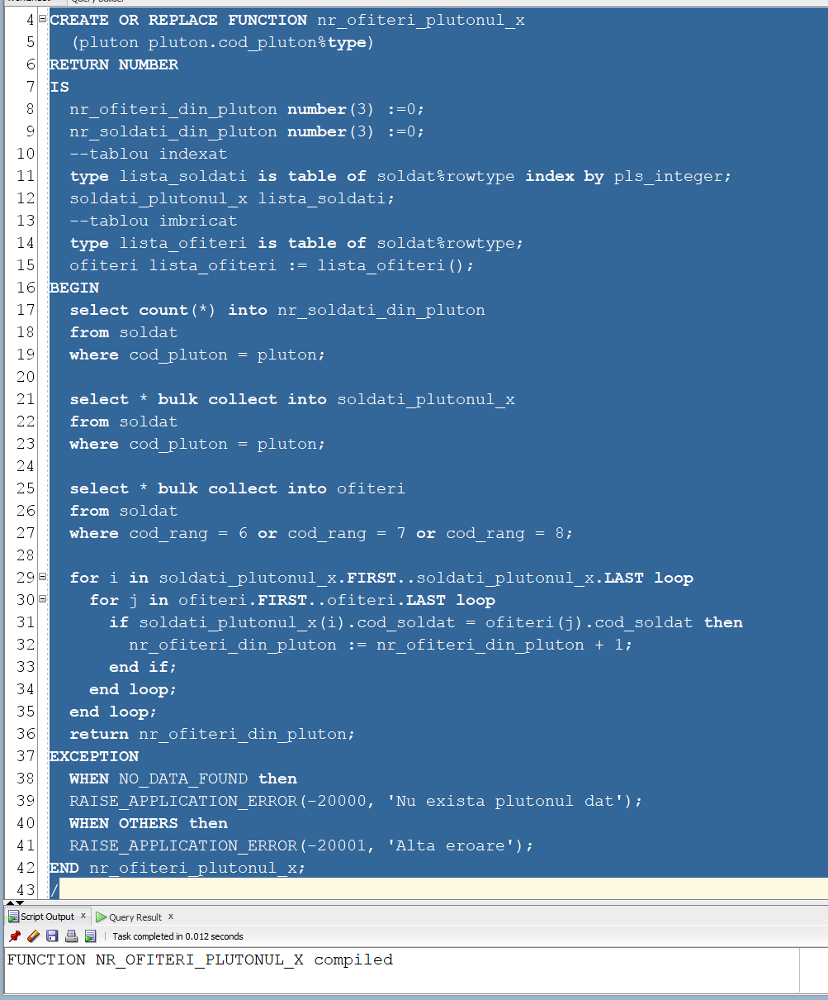 Query Builder
4 CREATE OR REPLACE FUNCTION nr_ofiteri_plutonul_x
5 (pluton pluton.cod_pluton%type)
6 RETURN NUMBER
7 IS
8 nr_ofiteri_din_pluton number(3) :=0;
9 nr_soldati_din_pluton number(3) :=0;
10 --tablou indexat
11 type lista_soldati is table of soldat%rowtype index by pls_integer;
12 soldati_plutonul_x lista_soldati;
13 --tablou imbricat
14 type lista_ofiteri is table of soldat%rowtype;
15 ofiteri lista_ofiteri := lista_ofiteri();
16 BEGIN
17 select count(*) into nr_soldati_din_pluton
18 from soldat
19 where cod_pluton = pluton;
20
21 select * bulk collect into soldati_plutonul_x
22 from soldat
23 where cod_pluton = pluton;
24
25 select * bulk collect into ofiteri
26 from soldat
27 where cod_rang = 6 or cod_rang = 7 or cod_rang = 8;
28
29 for i in soldati_plutonul_x.FIRST..soldati_plutonul_x.LAST loop
30 for j in ofiteri.FIRST..ofiteri.LAST loop
31 if soldati_plutonul_x(i).cod_soldat = ofiteri(j).cod_soldat then
32 nr_ofiteri_din_pluton := nr_ofiteri_din_pluton + 1;
33 end if;
34 end loop;
35 end loop;
36 return nr_ofiteri_din_pluton;
37 EXCEPTION
38 WHEN NO_DATA_FOUND then
39 RAISE_APPLICATION_ERROR(-20000, 'Nu exista plutonul dat');
40 WHEN OTHERS then
41 RAISE_APPLICATION_ERROR(-20001, 'Alta eroare');
42 END nr_ofiteri_plutonul_x;
43 /
Script Output x Query Result x
Task completed in 0.012 seconds
FUNCTION NR_OFITERI_PLUTONUL_X compiled